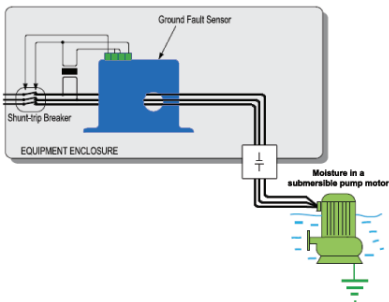 Ground Fault Sensor
Shunt-trip Breaker
EQUIPMENT ENCLOSURE
Moisture in a
submersible pump motor